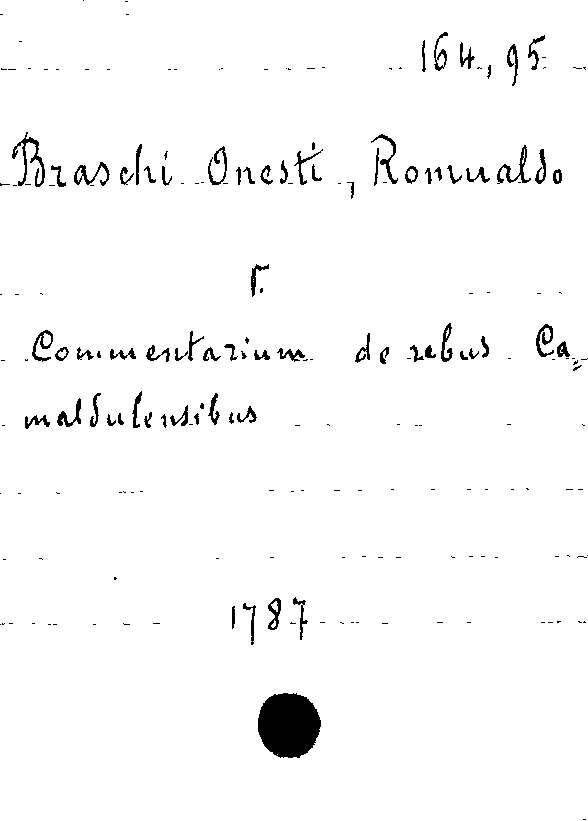 164,95
Braschi Onesti, Romualdo
r.
Commentarium de rebus Ca=
maldulensibus
1787